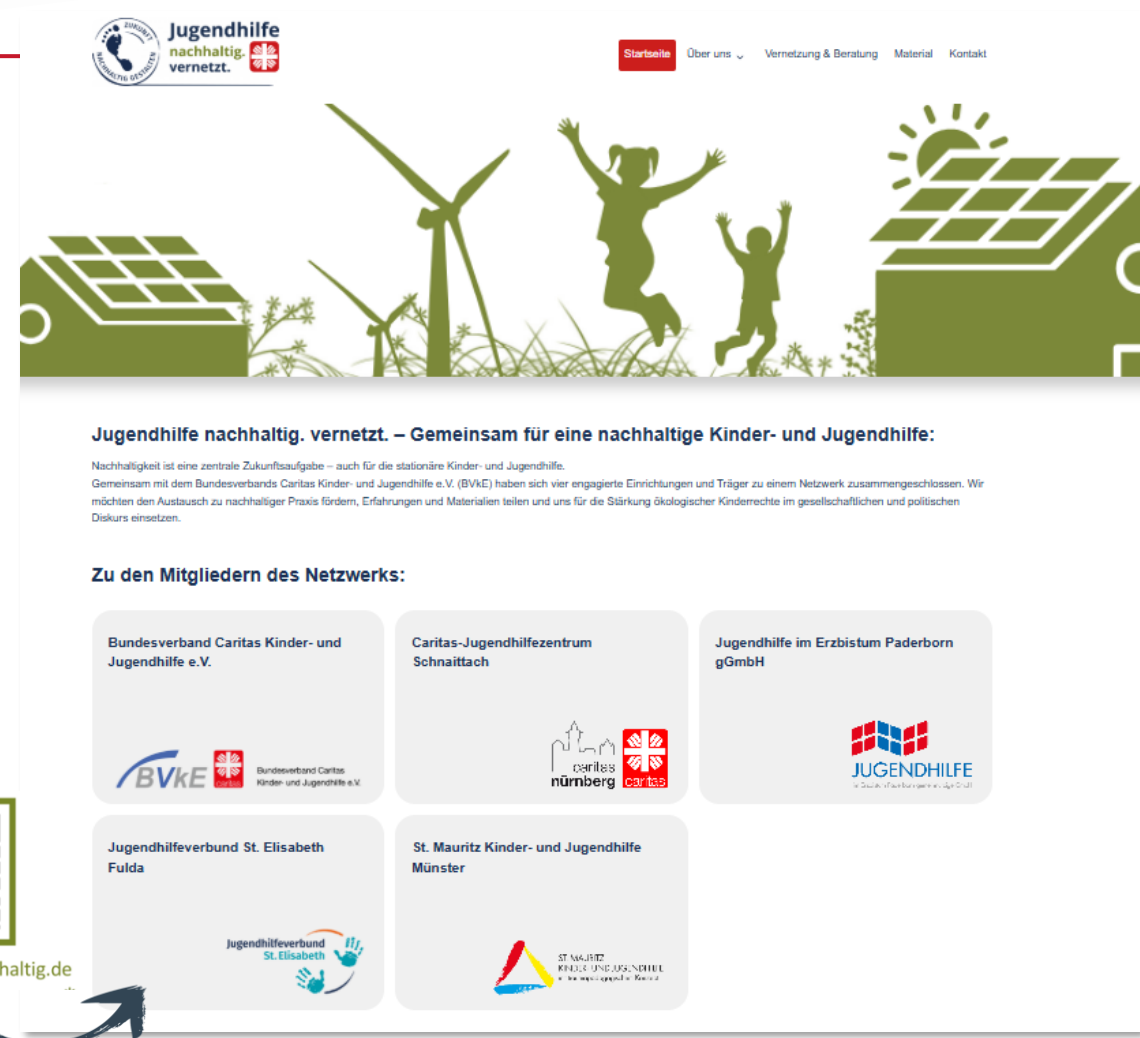 ZUKUNFT
NACHHALTIG GESTALTEN
Jugendhilfe
nachhaltig.
vernetzt.
Startseite Über uns Vernetzung & Beratung Material Kontakt
Jugendhilfe nachhaltig. vernetzt. – Gemeinsam für eine nachhaltige Kinder- und Jugendhilfe:
Nachhaltigkeit ist eine zentrale Zukunftsaufgabe – auch für die stationäre Kinder- und Jugendhilfe.
Gemeinsam mit dem Bundesverbands Caritas Kinder- und Jugendhilfe e.V. (BVkE) haben sich vier engagierte Einrichtungen und Träger zu einem Netzwerk zusammengeschlossen. Wir
möchten den Austausch zu nachhaltiger Praxis fördern, Erfahrungen und Materialien teilen und uns für die Stärkung ökologischer Kinderrechte im gesellschaftlichen und politischen
Diskurs einsetzen.
Zu den Mitgliedern des Netzwerks:
Bundesverband Caritas Kinder- und
Jugendhilfe e.V.
BVkE
caritas
Bundesverband Caritas
Kinder- und Jugendhilfe e.V.
Caritas-Jugendhilfezentrum
Schnaittach
caritas
nürnberg
caritas
Jugendhilfe im Erzbistum Paderborn
gGmbH
JUGENDHILFE
Jugendhilfeverbund St. Elisabeth
Fulda
Jugendhilfeverbund
St. Elisabeth
St. Mauritz Kinder- und Jugendhilfe
Münster
ST. MAURITZ
KINDER- UND JUGENDHILFE
haltig.de